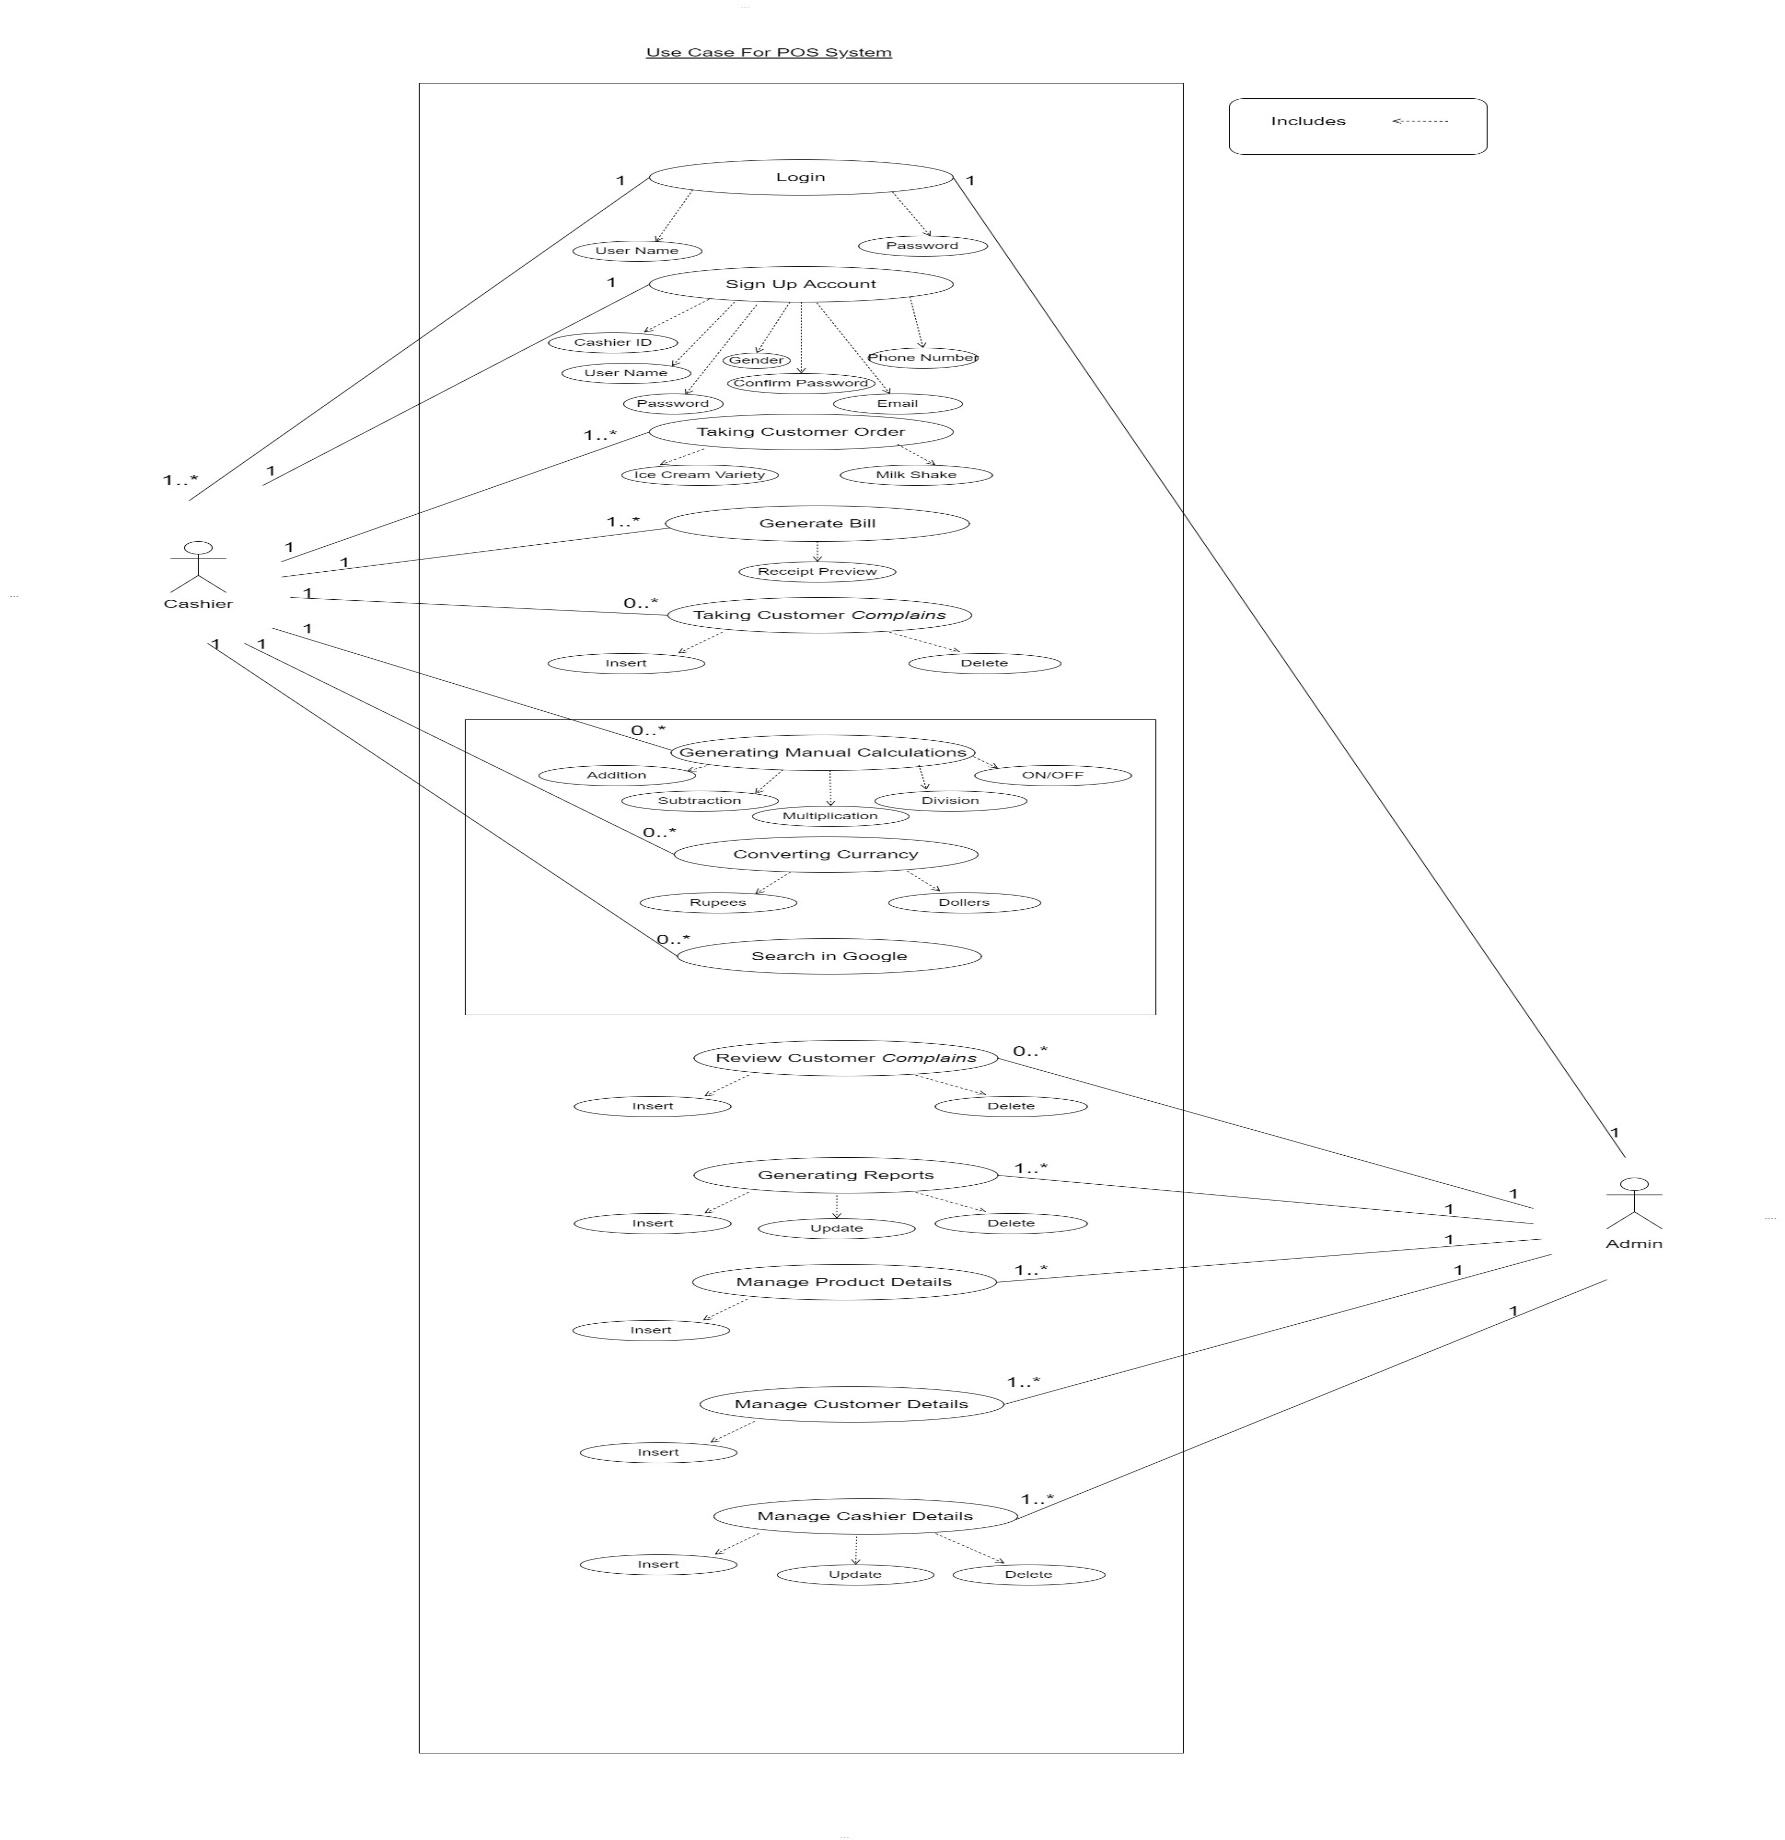 Use Case For POS System
Includes
Login
1
1
User Name
Password
Sign Up Account
1
Cashier ID
User Name
Password
Gender
Confirm Password
Email
Phone Number
Taking Customer Order
1..*
Ice Cream Variety
Milk Shake
1..*
1
1
1
Generate Bill
1..*
Receipt Preview
Cashier
1
Taking Customer Complains
0..*
Insert
Delete
1
1
1
Generating Manual Calculations
0..*
Addition
Subtraction
Multiplication
Division
ON/OFF
Converting Currancy
0..*
Rupees
Dollers
Search in Google
0..*
Review Customer Complains
0..*
Insert
Delete
1
Generating Reports
1..*
1
1
Insert
Update
Delete
Admin
1
Manage Product Details
1..*
1
Insert
1
Manage Customer Details
1..*
Insert
Manage Cashier Details
1..*
Insert
Update
Delete